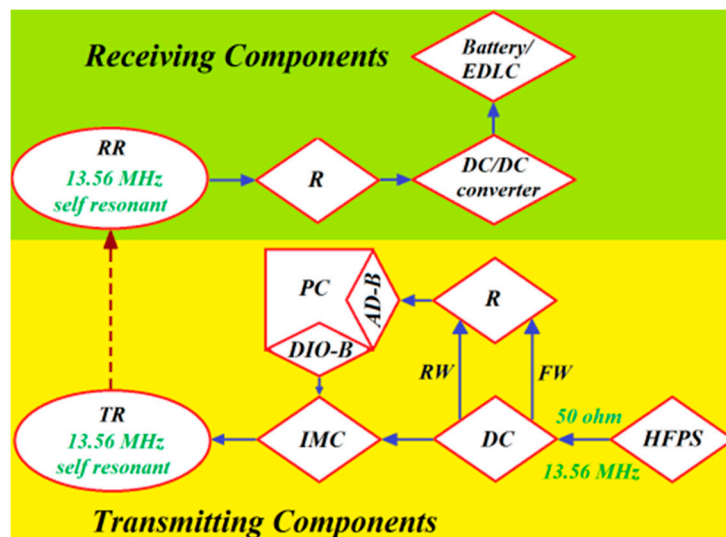 Receiving Components
Battery/
EDLC
RR
13.56 MHz
self resonant
R
DC/DC
converter
PC
AD-B
DIO-B
R
RW
FW
TR
13.56 MHz
self resonant
IMC
DC
50 ohm
13.56 MHz
HFPS
Transmitting Components